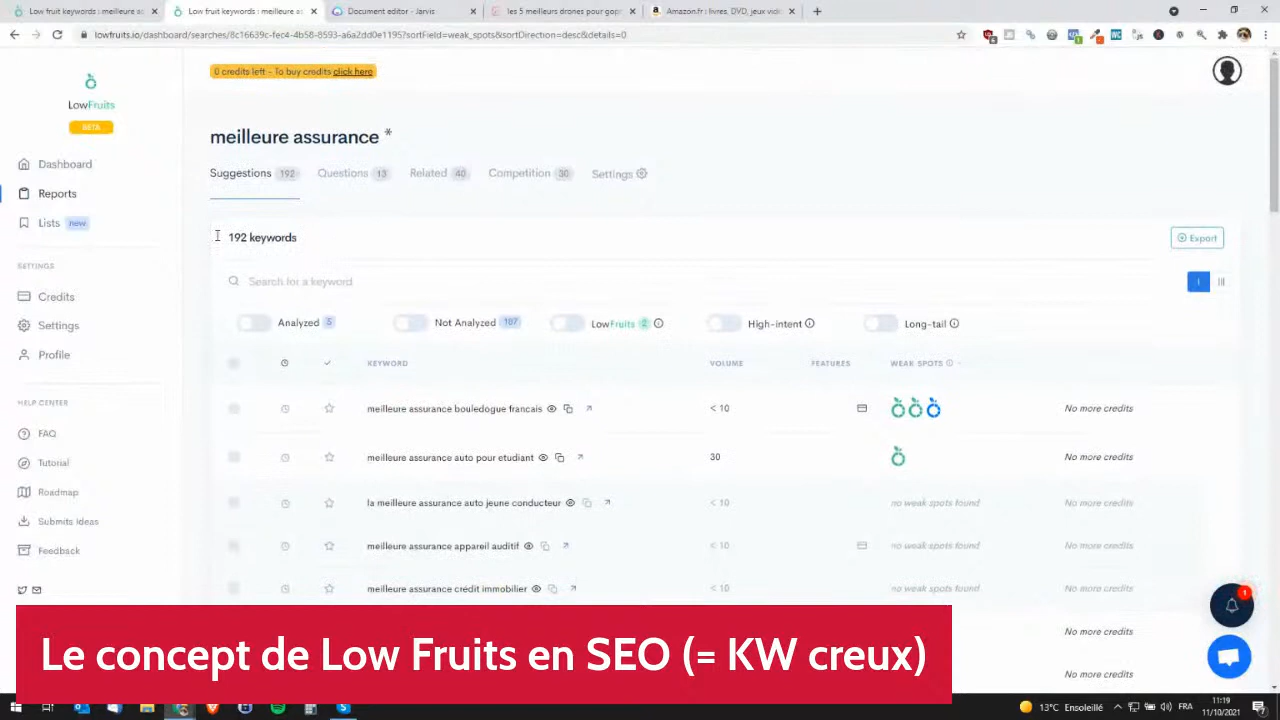 192 keywords : meilleure as
192 keywords : meilleure as
Document editor - Jarvis
les 5 meilleurs drones pour gop
Amazon.fr : livres, DVD, jeux vidé
lowfruits.io/dashboard/searches/8c16639c-fec4-4b58-8593-a6a2dd0e1195?sortField=weak_spots&sortDirection=desc&details=0
0 credits left - To buy credits click here
LowFruits
BETA
Dashboard
Reports
Lists new
SETTINGS
Credits
Settings
Profile
HELP CENTER
FAQ
Tutorial
Roadmap
Submits Ideas
Feedback
meilleure assurance *
Suggestions 192 Questions 13 Related 40 Competition 30 Settings
192 keywords
Export
Search for a keyword
Analyzed 5 Not Analyzed 187 LowFruits 2 High-intent Long-tail
KEYWORD VOLUME FEATURES WEAK SPOTS
meilleure assurance bouledogue francais < 10 No more credits
meilleure assurance auto pour etudiant 30 No more credits
la meilleure assurance auto jeune conducteur < 10 no weak spots found No more credits
meilleure assurance appareil auditif < 10 no weak spots found No more credits
meilleure assurance crédit immobilier < 10 no weak spots found No more credits
No more credits
No more credits
1
Le concept de Low Fruits en SEO (= KW creux)
13°C Ensoleillé FRA 11:19
11/10/2021